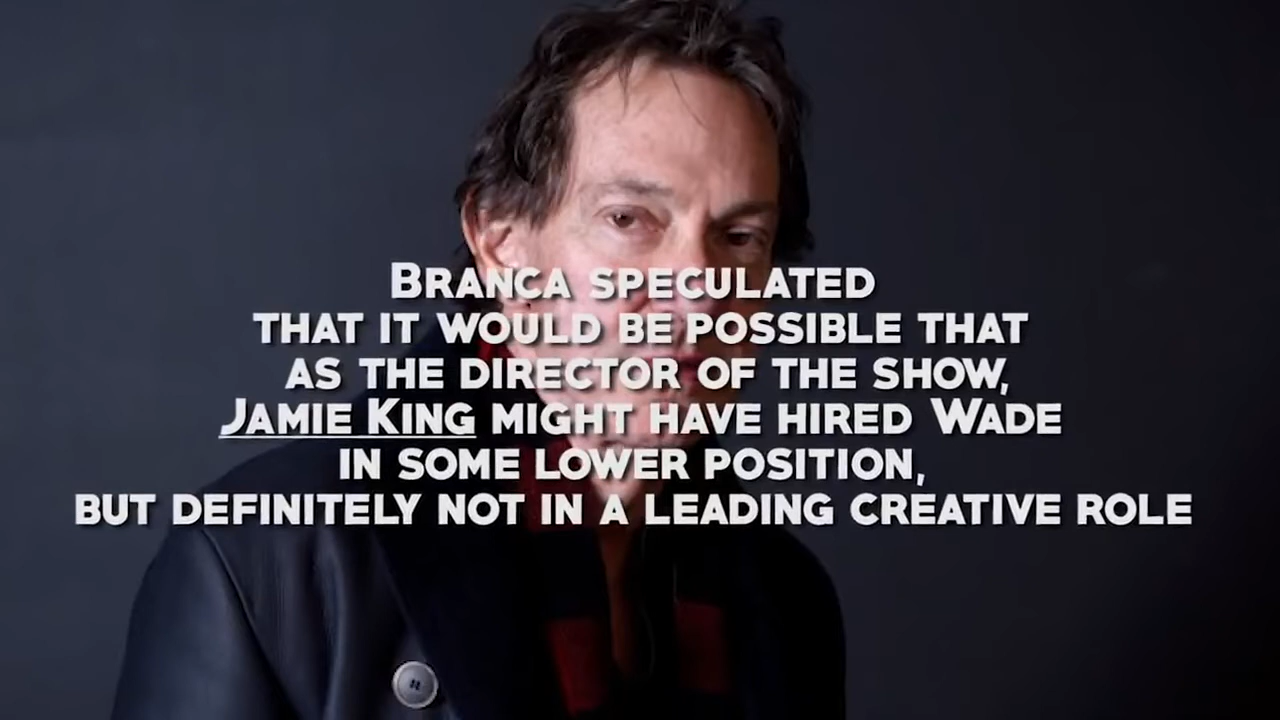 Branca speculated
that it would be possible that
as the director of the show,
Jamie King might have hired Wade
in some lower position,
but definitely not in a leading creative role